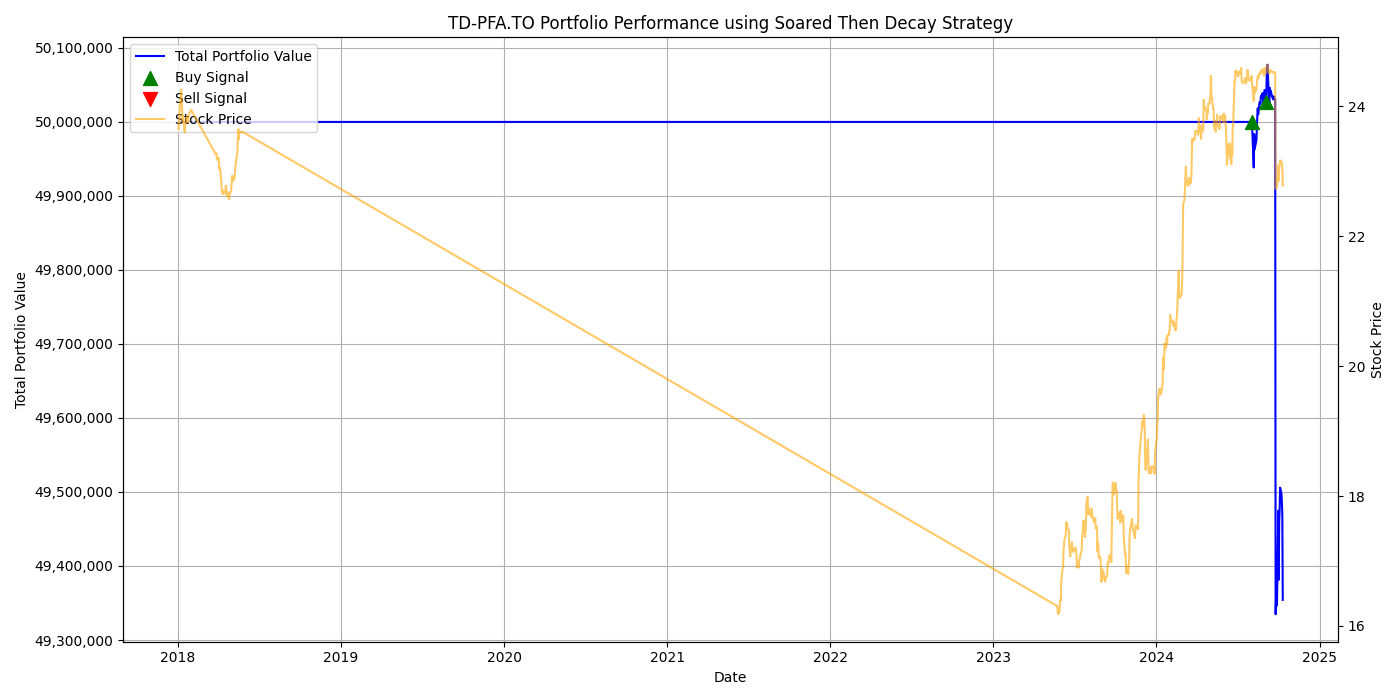 TD-PFA.TO Portfolio Performance using Soared Then Decay Strategy
Total Portfolio Value
Buy Signal
Sell Signal
Stock Price
50,100,000
50,000,000
49,900,000
49,800,000
49,700,000
49,600,000
49,500,000
49,400,000
49,300,000
Total Portfolio Value
24
22
20
18
16
Stock Price
2018 2019 2020 2021 2022 2023 2024 2025
Date